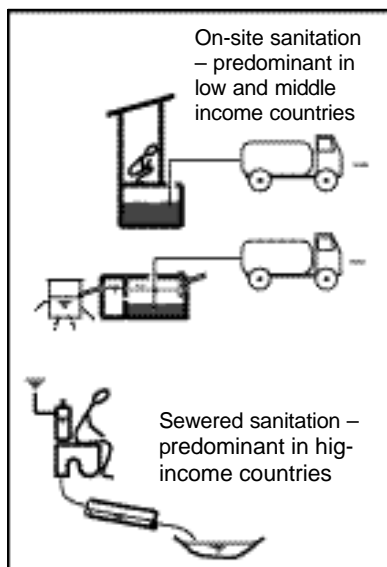 On-site sanitation
– predominant in
low and middle
income countries
Sewered sanitation –
predominant in hig-
income countries